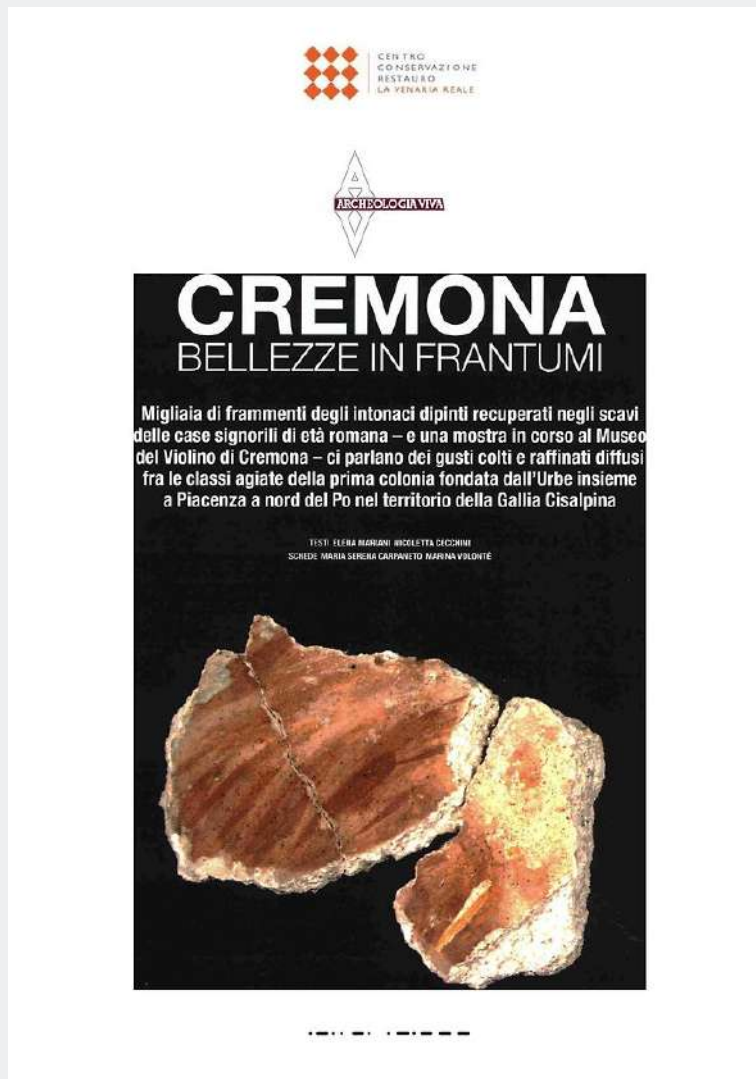 CENTRO
CONSERVAZIONE
RESTAURO
LA VENARIA REALE
ARCHEOLOGIA VIVA
CREMONA
BELLEZZE IN FRANTUMI
Migliaia di frammenti degli intonaci dipinti recuperati negli scavi
delle case signorili di età romana – e una mostra in corso al Museo
del Violino di Cremona – ci parlano dei gusti colti e raffinati diffusi
fra le classi agiate della prima colonia fondata dall'Urbe insieme
a Piacenza a nord del Po nel territorio della Gallia Cisalpina
TESTI ELENA MARIANI NICOLETTA CECCHINI
SCHEDE MARIA SERENA CARPANETO MARINA VOLONTÉ